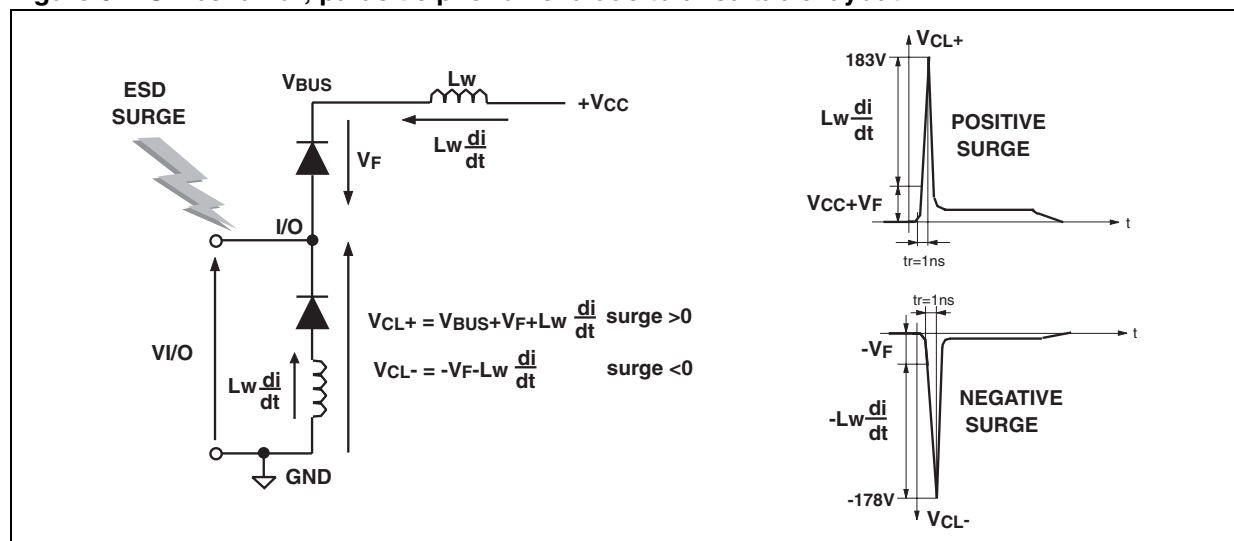 ESD
SURGE
VBUS
Lw
+VCC
Lw di/dt
VF
I/O
VI/O
Lw di/dt
GND
VCL+ = VBUS+VF+Lw di/dt surge >0
VCL- = -VF-Lw di/dt surge <0
VCL+
183V
Lw di/dt
POSITIVE
SURGE
VCC+VF
t
tr=1ns
tr=1ns
t
-VF
-Lw di/dt
NEGATIVE
SURGE
-178V
VCL-